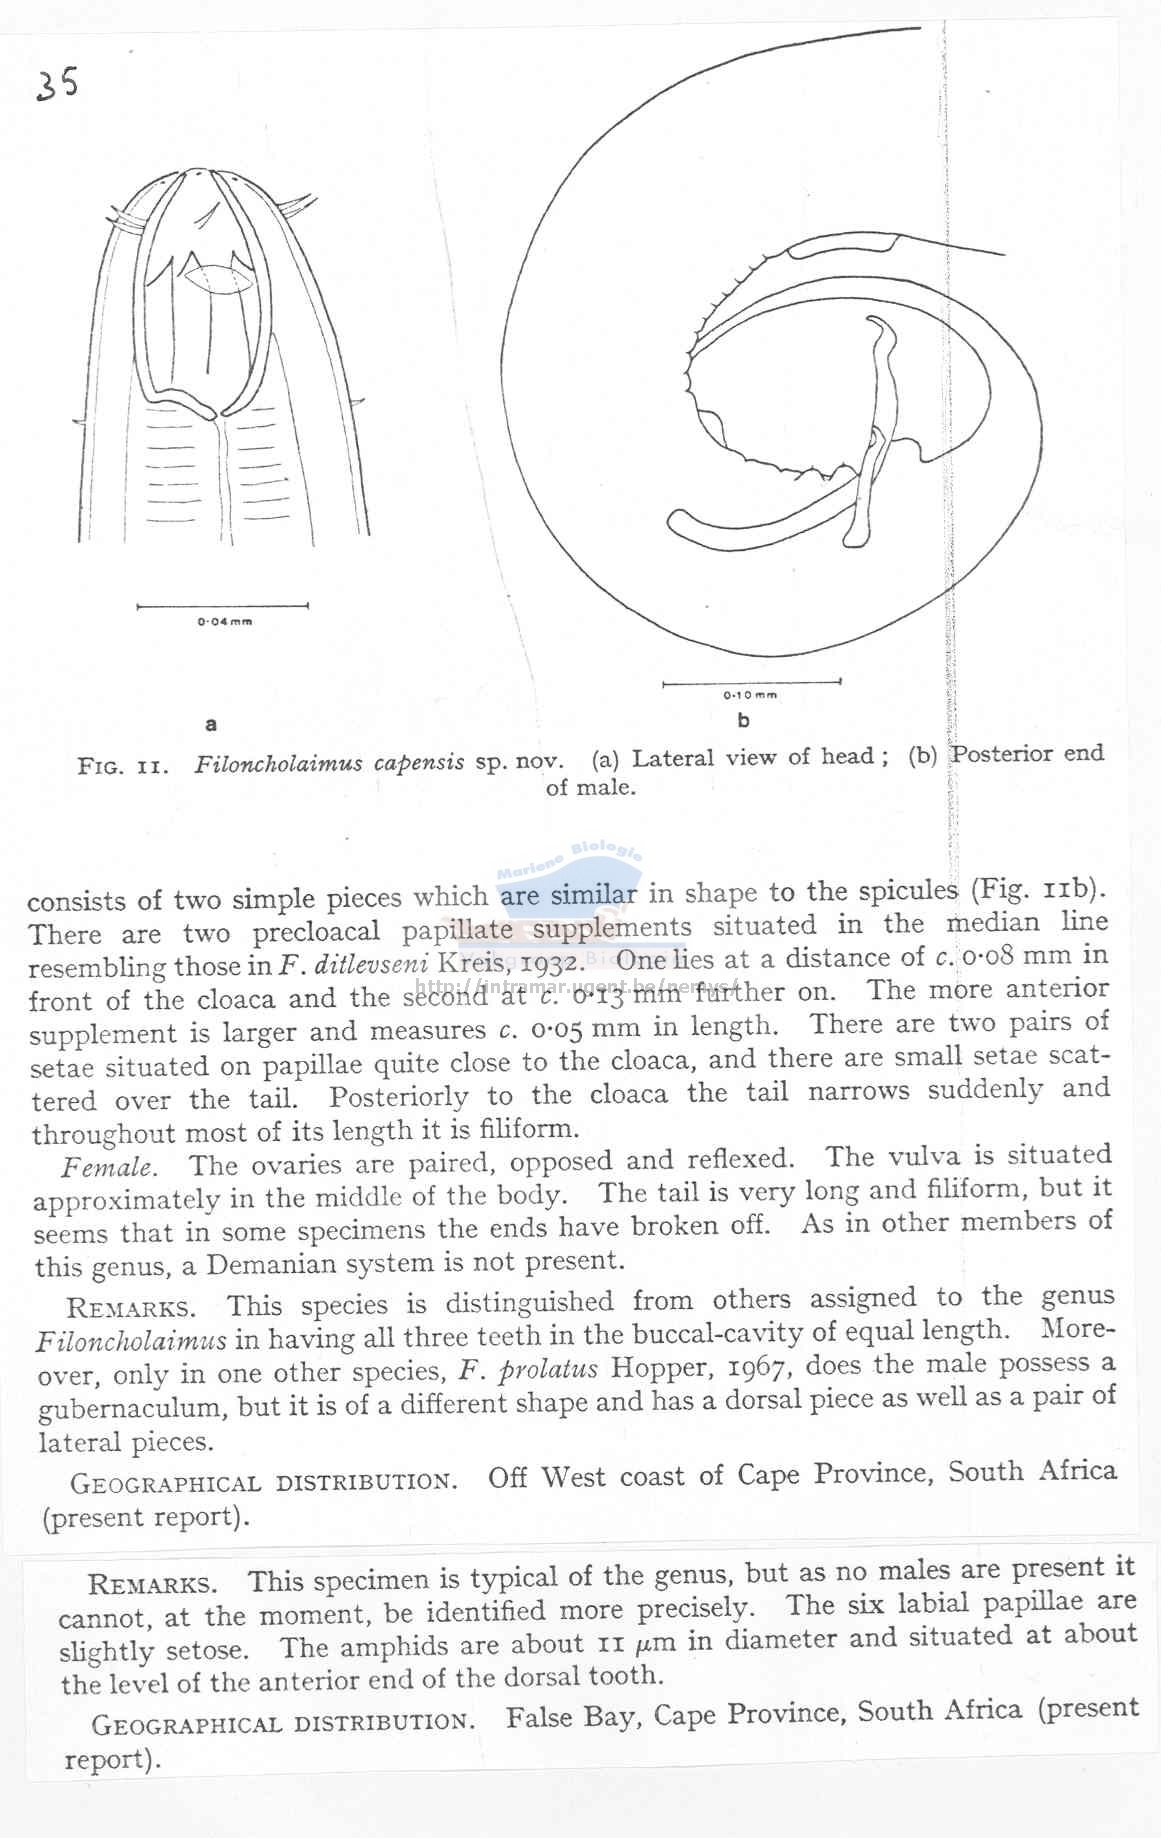 35
0·04 mm
0·10 mm
a
b
FIG. 11. Filoncholaimus capensis sp. nov. (a) Lateral view of head ; (b) Posterior end
of male.
Mariene Biologie
consists of two simple pieces which are similar in shape to the spicules (Fig. 11b).
There are two precloacal papillate supplements situated in the median line
resembling those in F. ditlevseni Kreis, 1932. One lies at a distance of c. 0·08 mm in
http://intramar.ugent.be/nemys/
front of the cloaca and the second at c. 0·13 mm further on. The more anterior
supplement is larger and measures c. 0·05 mm in length. There are two pairs of
setae situated on papillae quite close to the cloaca, and there are small setae scat-
tered over the tail. Posteriorly to the cloaca the tail narrows suddenly and
throughout most of its length it is filiform.
Female. The ovaries are paired, opposed and reflexed. The vulva is situated
approximately in the middle of the body. The tail is very long and filiform, but it
seems that in some specimens the ends have broken off. As in other members of
this genus, a Demanian system is not present.
REMARKS. This species is distinguished from others assigned to the genus
Filoncholaimus in having all three teeth in the buccal-cavity of equal length. More-
over, only in one other species, F. prolatus Hopper, 1967, does the male possess a
gubernaculum, but it is of a different shape and has a dorsal piece as well as a pair of
lateral pieces.
GEOGRAPHICAL DISTRIBUTION. Off West coast of Cape Province, South Africa
(present report).
REMARKS. This specimen is typical of the genus, but as no males are present it
cannot, at the moment, be identified more precisely. The six labial papillae are
slightly setose. The amphids are about 11 μm in diameter and situated at about
the level of the anterior end of the dorsal tooth.
GEOGRAPHICAL DISTRIBUTION. False Bay, Cape Province, South Africa (present
report).